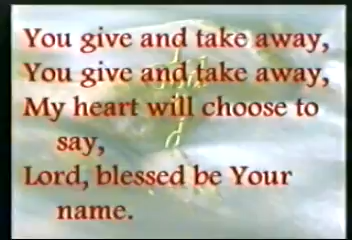 You give and take away,
You give and take away,
My heart will choose to
say,
Lord, blessed be Your
name.